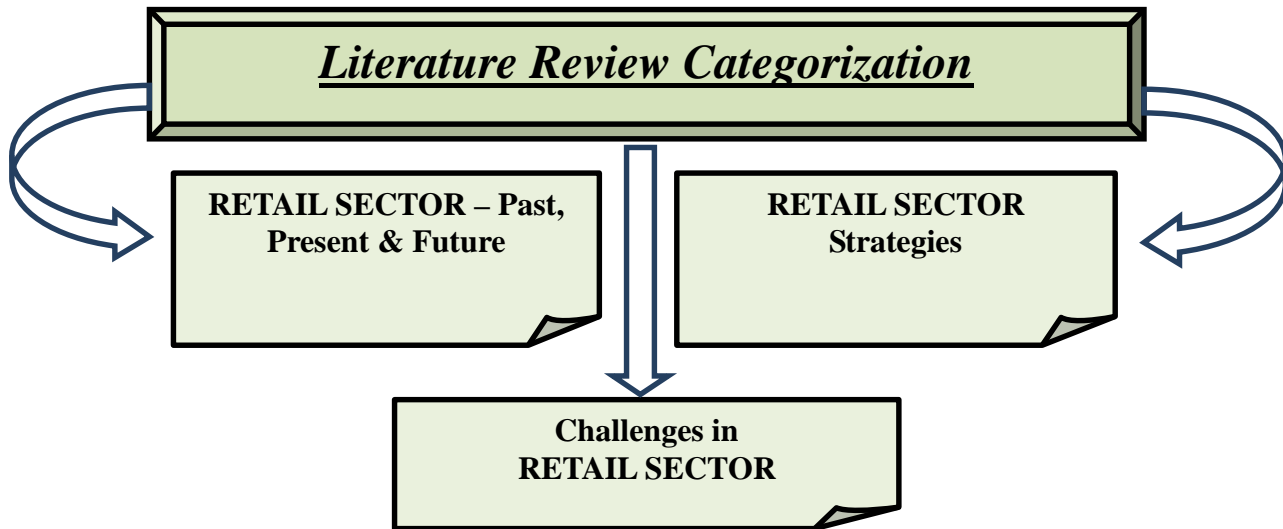 Literature Review Categorization
RETAIL SECTOR – Past,
Present & Future
RETAIL SECTOR
Strategies
Challenges in
RETAIL SECTOR